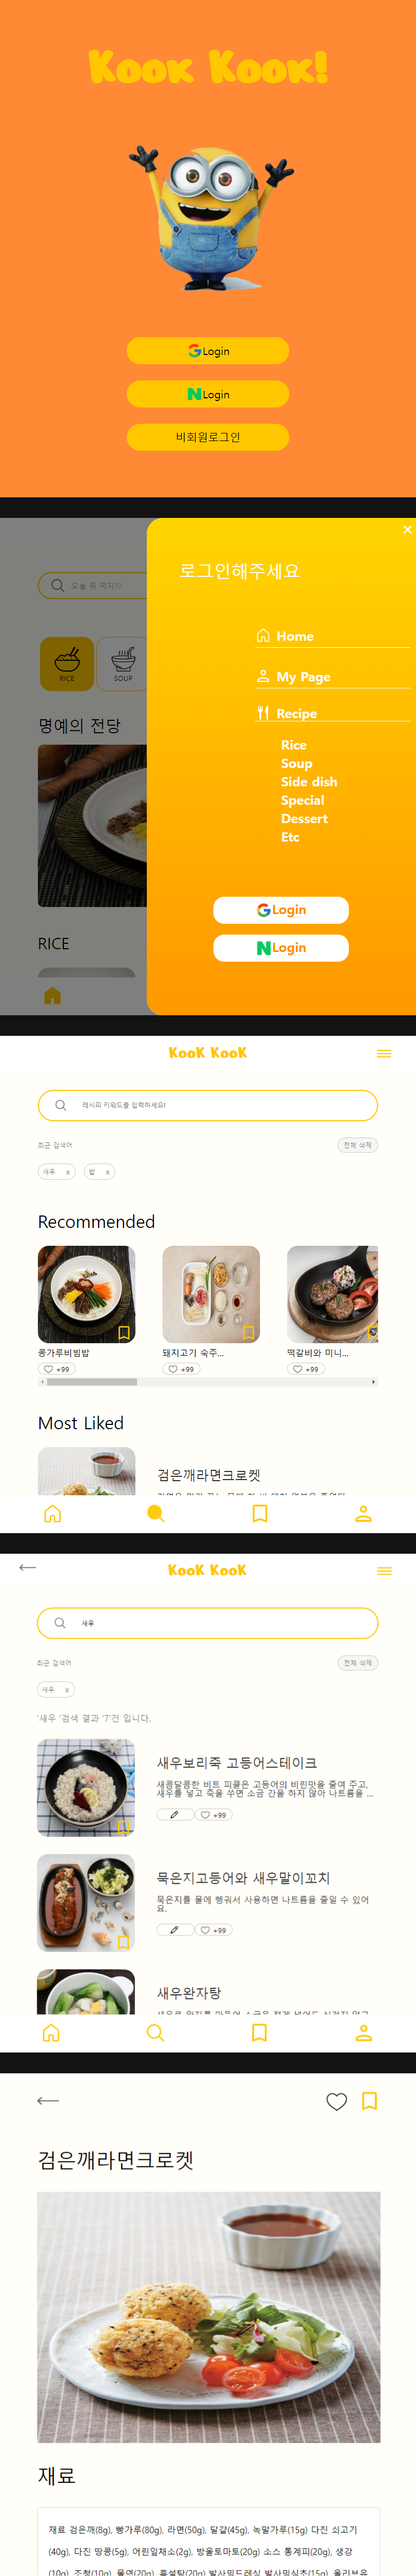 Kook Kook!
Login
Login
비회원로그인
로그인해주세요
오늘 뭐 먹지??
Home
RICE
SOUP
My Page
명예의 전당
Recipe
Rice
Soup
Side dish
Special
Dessert
Etc
Login
RICE
Login
KooK KooK
레시피 키워드를 입력하세요!
최근 검색어
전체 삭제
새우 x
밥 x
Recommended
콩가루비빔밥
돼지고기 숙주...
떡갈비와 미니...
+99
+99
+99
Most Liked
검은깨라면크로켓
KooK KooK
새우
최근 검색어
전체 삭제
새우 x
'새우 '검색 결과 '7'건 입니다.
새우보리죽 고등어스테이크
새콤달콤한 비트 피클은 고등어의 비린맛을 줄여 주고,
새우를 넣고 죽을 쑤면 소금 간을 하지 않아 나트륨을 ...
+99
묵은지고등어와 새우말이꼬치
묵은지를 물에 헹궈서 사용하면 나트륨을 줄일 수 있어
요.
+99
새우완자탕
검은깨라면크로켓
재료
재료 검은깨(8g), 빵가루(80g), 라면(50g), 달걀(45g), 녹말가루(15g) 다진 쇠고기
(40g), 다진 땅콩(5g), 어린잎채소(2g), 방울토마토(20g) 소스 통계피(20g), 생강
(10g), 조청(10g), 물엿(20g), 흑설탕(20g) 발사믹드레싱 발사믹식초(15g), 올리브유